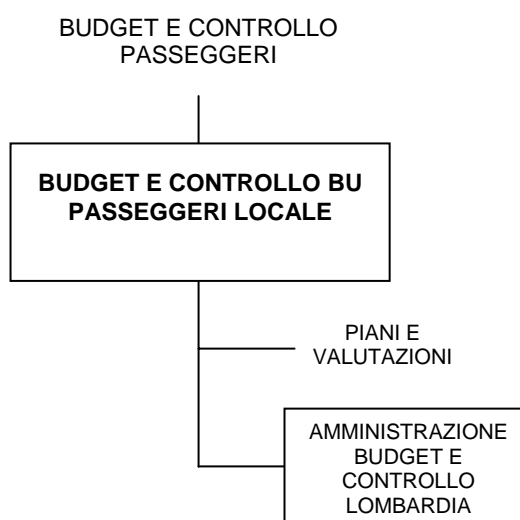 BUDGET E CONTROLLO
PASSEGGERI
BUDGET E CONTROLLO BU
PASSEGGERI LOCALE
PIANI E
VALUTAZIONI
AMMINISTRAZIONE
BUDGET E
CONTROLLO
LOMBARDIA